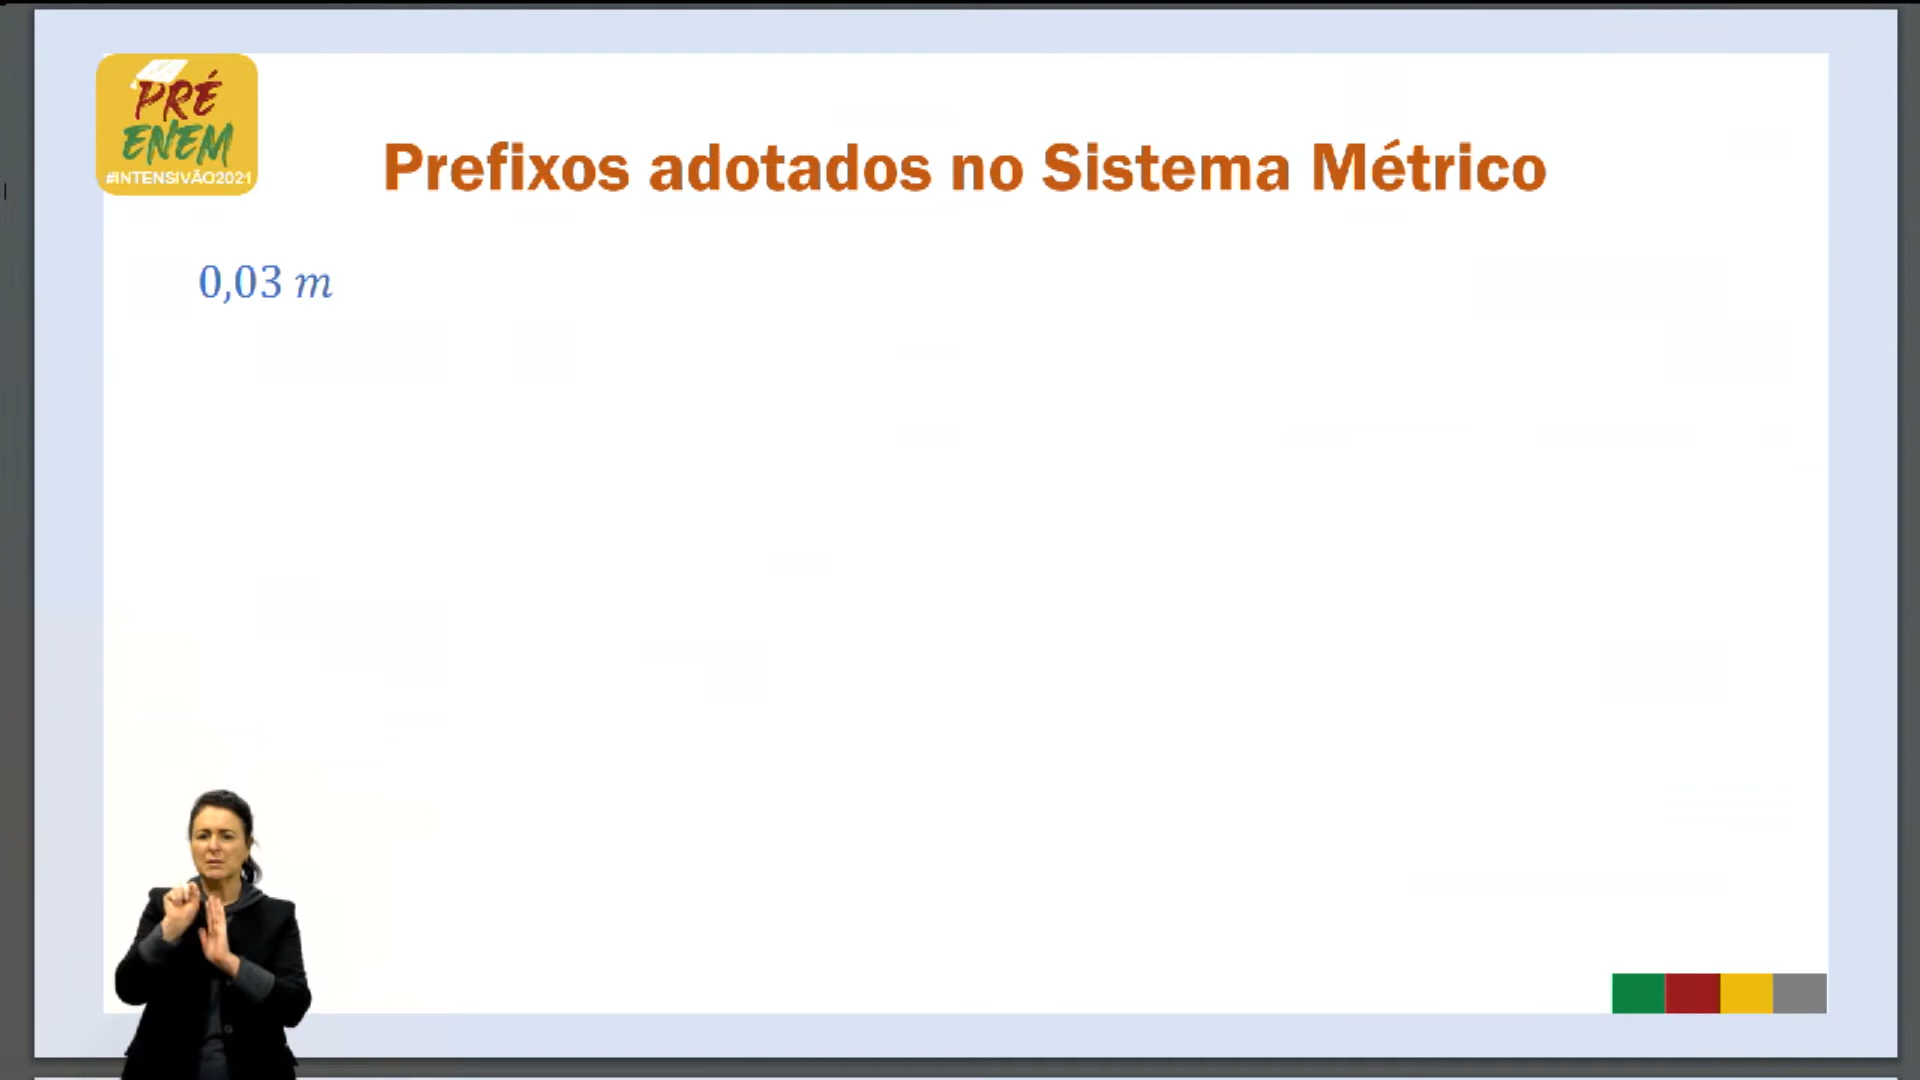 PRÉ
ENEM
#INTENSIVÃO2021
Prefixos adotados no Sistema Métrico
0,03 m